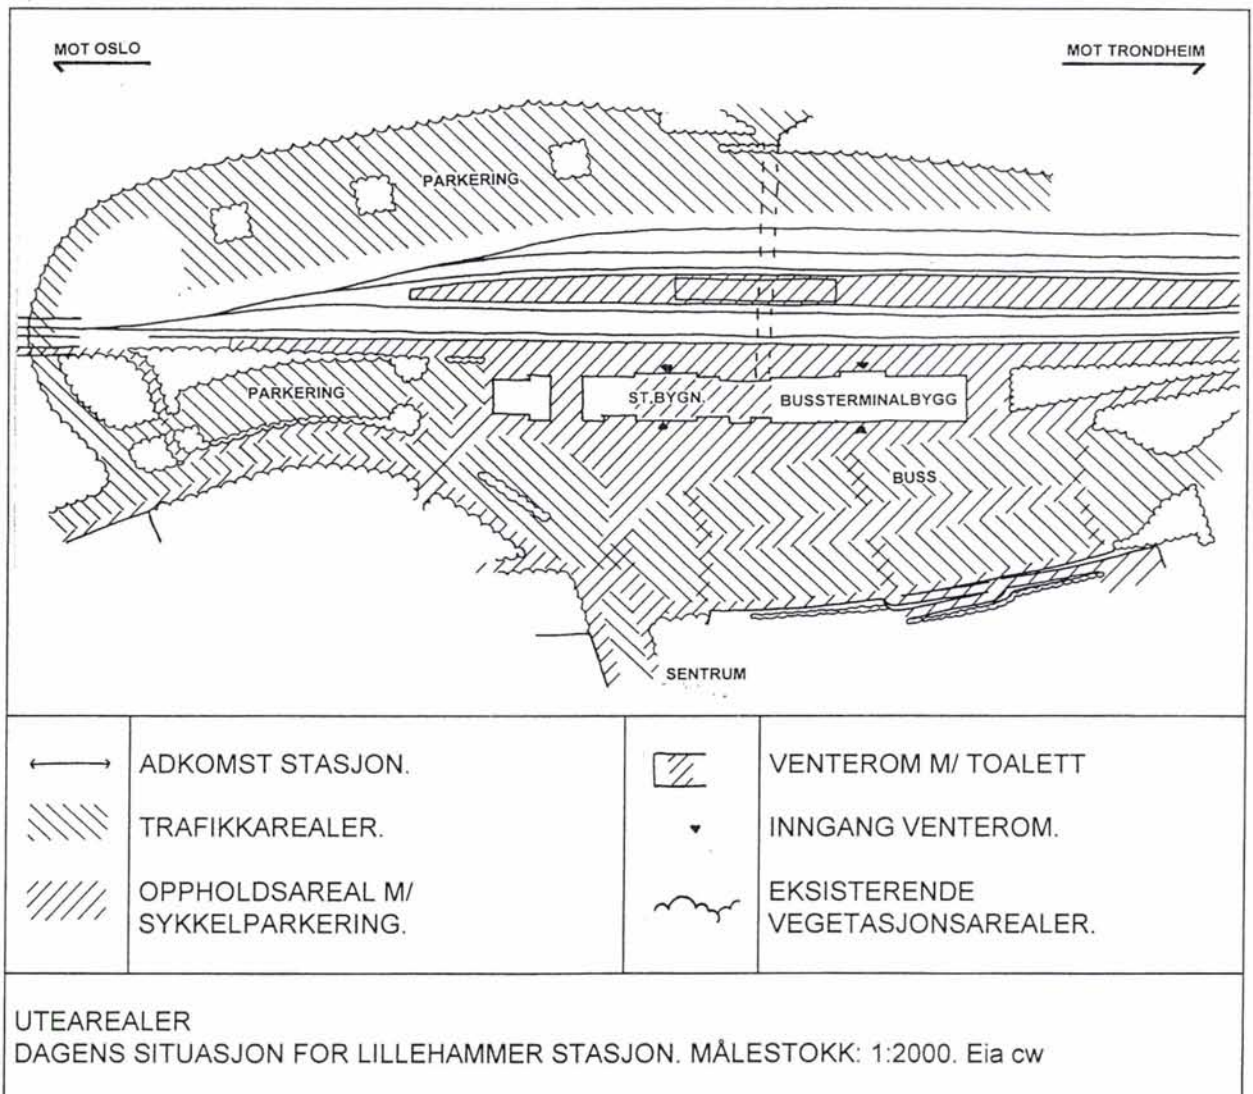 MOT OSLO
MOT TRONDHEIM
PARKERING
PARKERING
ST.BYGN.
BUSSTERMINALBYGG
BUSS
SENTRUM
ADKOMST STASJON.
TRAFIKKAREALER.
OPPHOLDSAREAL M/
SYKKELPARKERING.
VENTEROM M/ TOALETT
INNGANG VENTEROM.
EKSISTERENDE
VEGETASJONSAREALER.
UTEAREALER
DAGENS SITUASJON FOR LILLEHAMMER STASJON. MÅLESTOKK: 1:2000. Eia cw